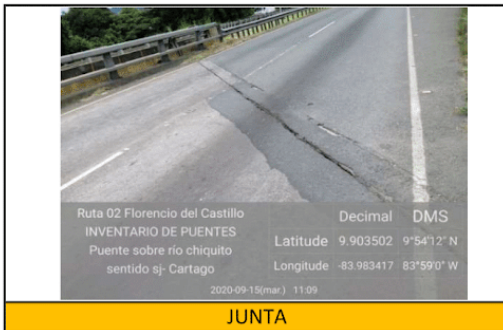 Ruta 02 Florencio del Castillo
INVENTARIO DE PUENTES
Puente sobre río chiquito
sentido sj- Cartago
Decimal DMS
Latitude 9.903502 9°54'12" N
Longitude -83.983417 83°59'0" W
2020-09-15(mar.) 11:09
JUNTA